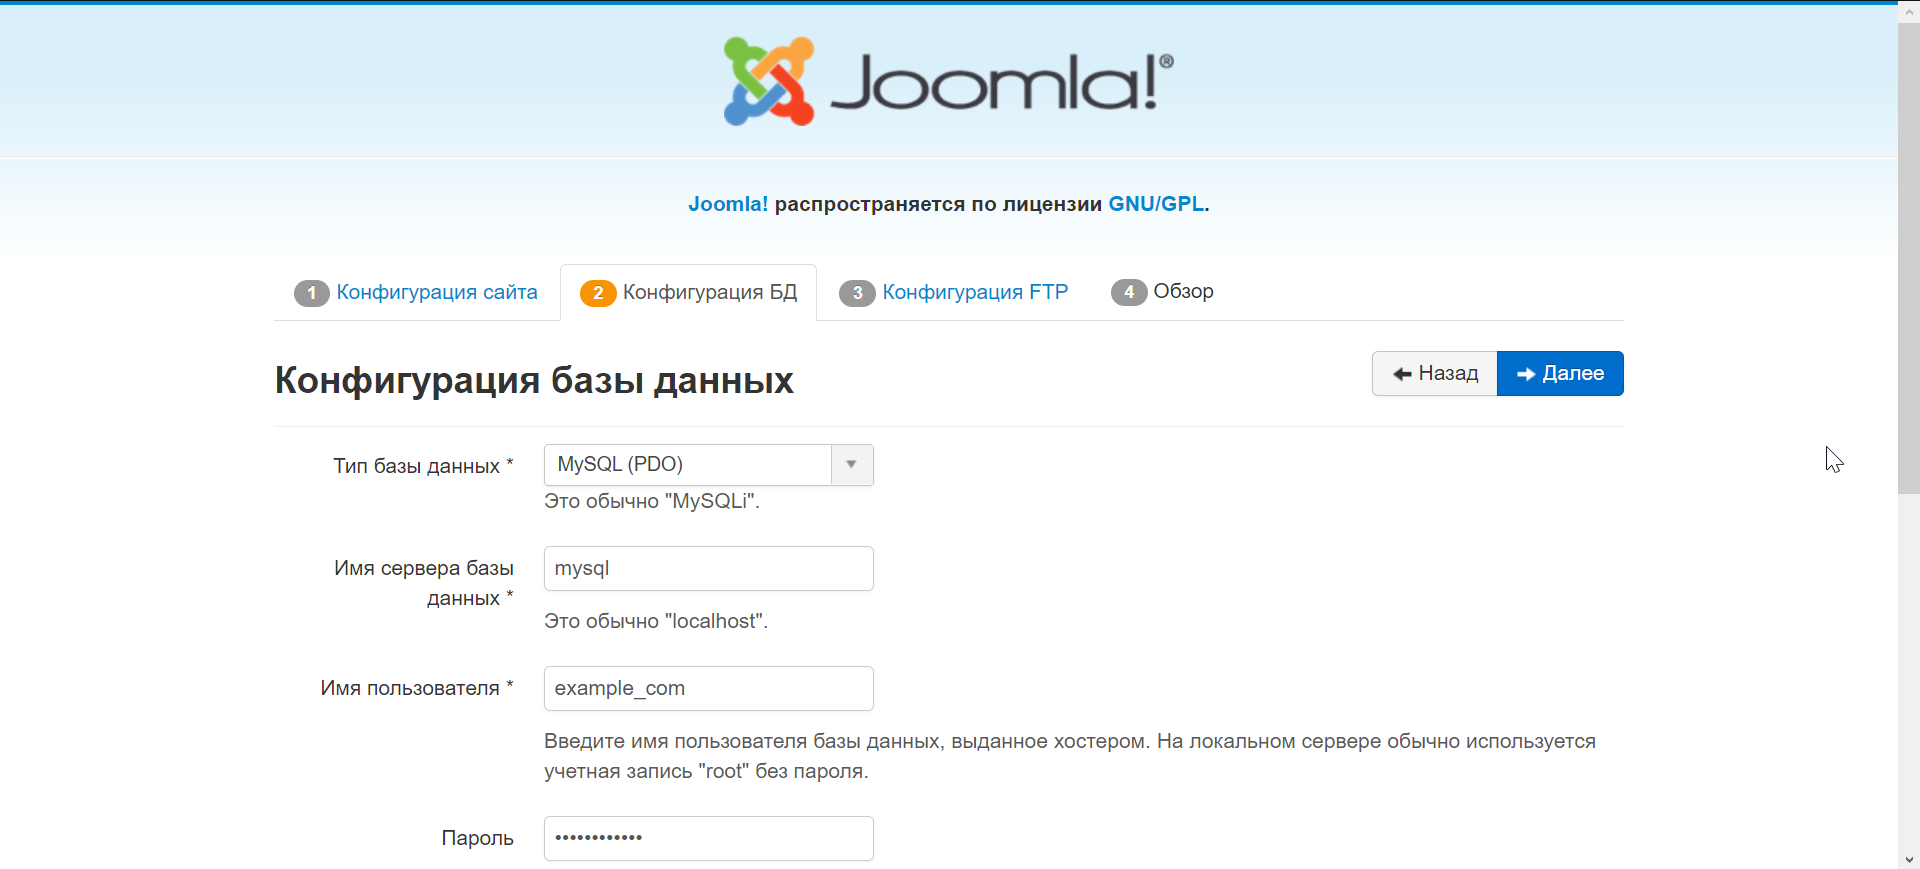 Joomla!®
Joomla! распространяется по лицензии GNU/GPL.
1 Конфигурация сайта
2 Конфигурация БД
3 Конфигурация FTP
4 Обзор
Конфигурация базы данных
Назад
Далее
Тип базы данных *
MySQL (PDO)
Это обычно "MySQLi".
Имя сервера базы
данных *
mysql
Это обычно "localhost".
Имя пользователя *
example_com
Введите имя пользователя базы данных, выданное хостером. На локальном сервере обычно используется
учетная запись "root" без пароля.
Пароль
••••••••••••